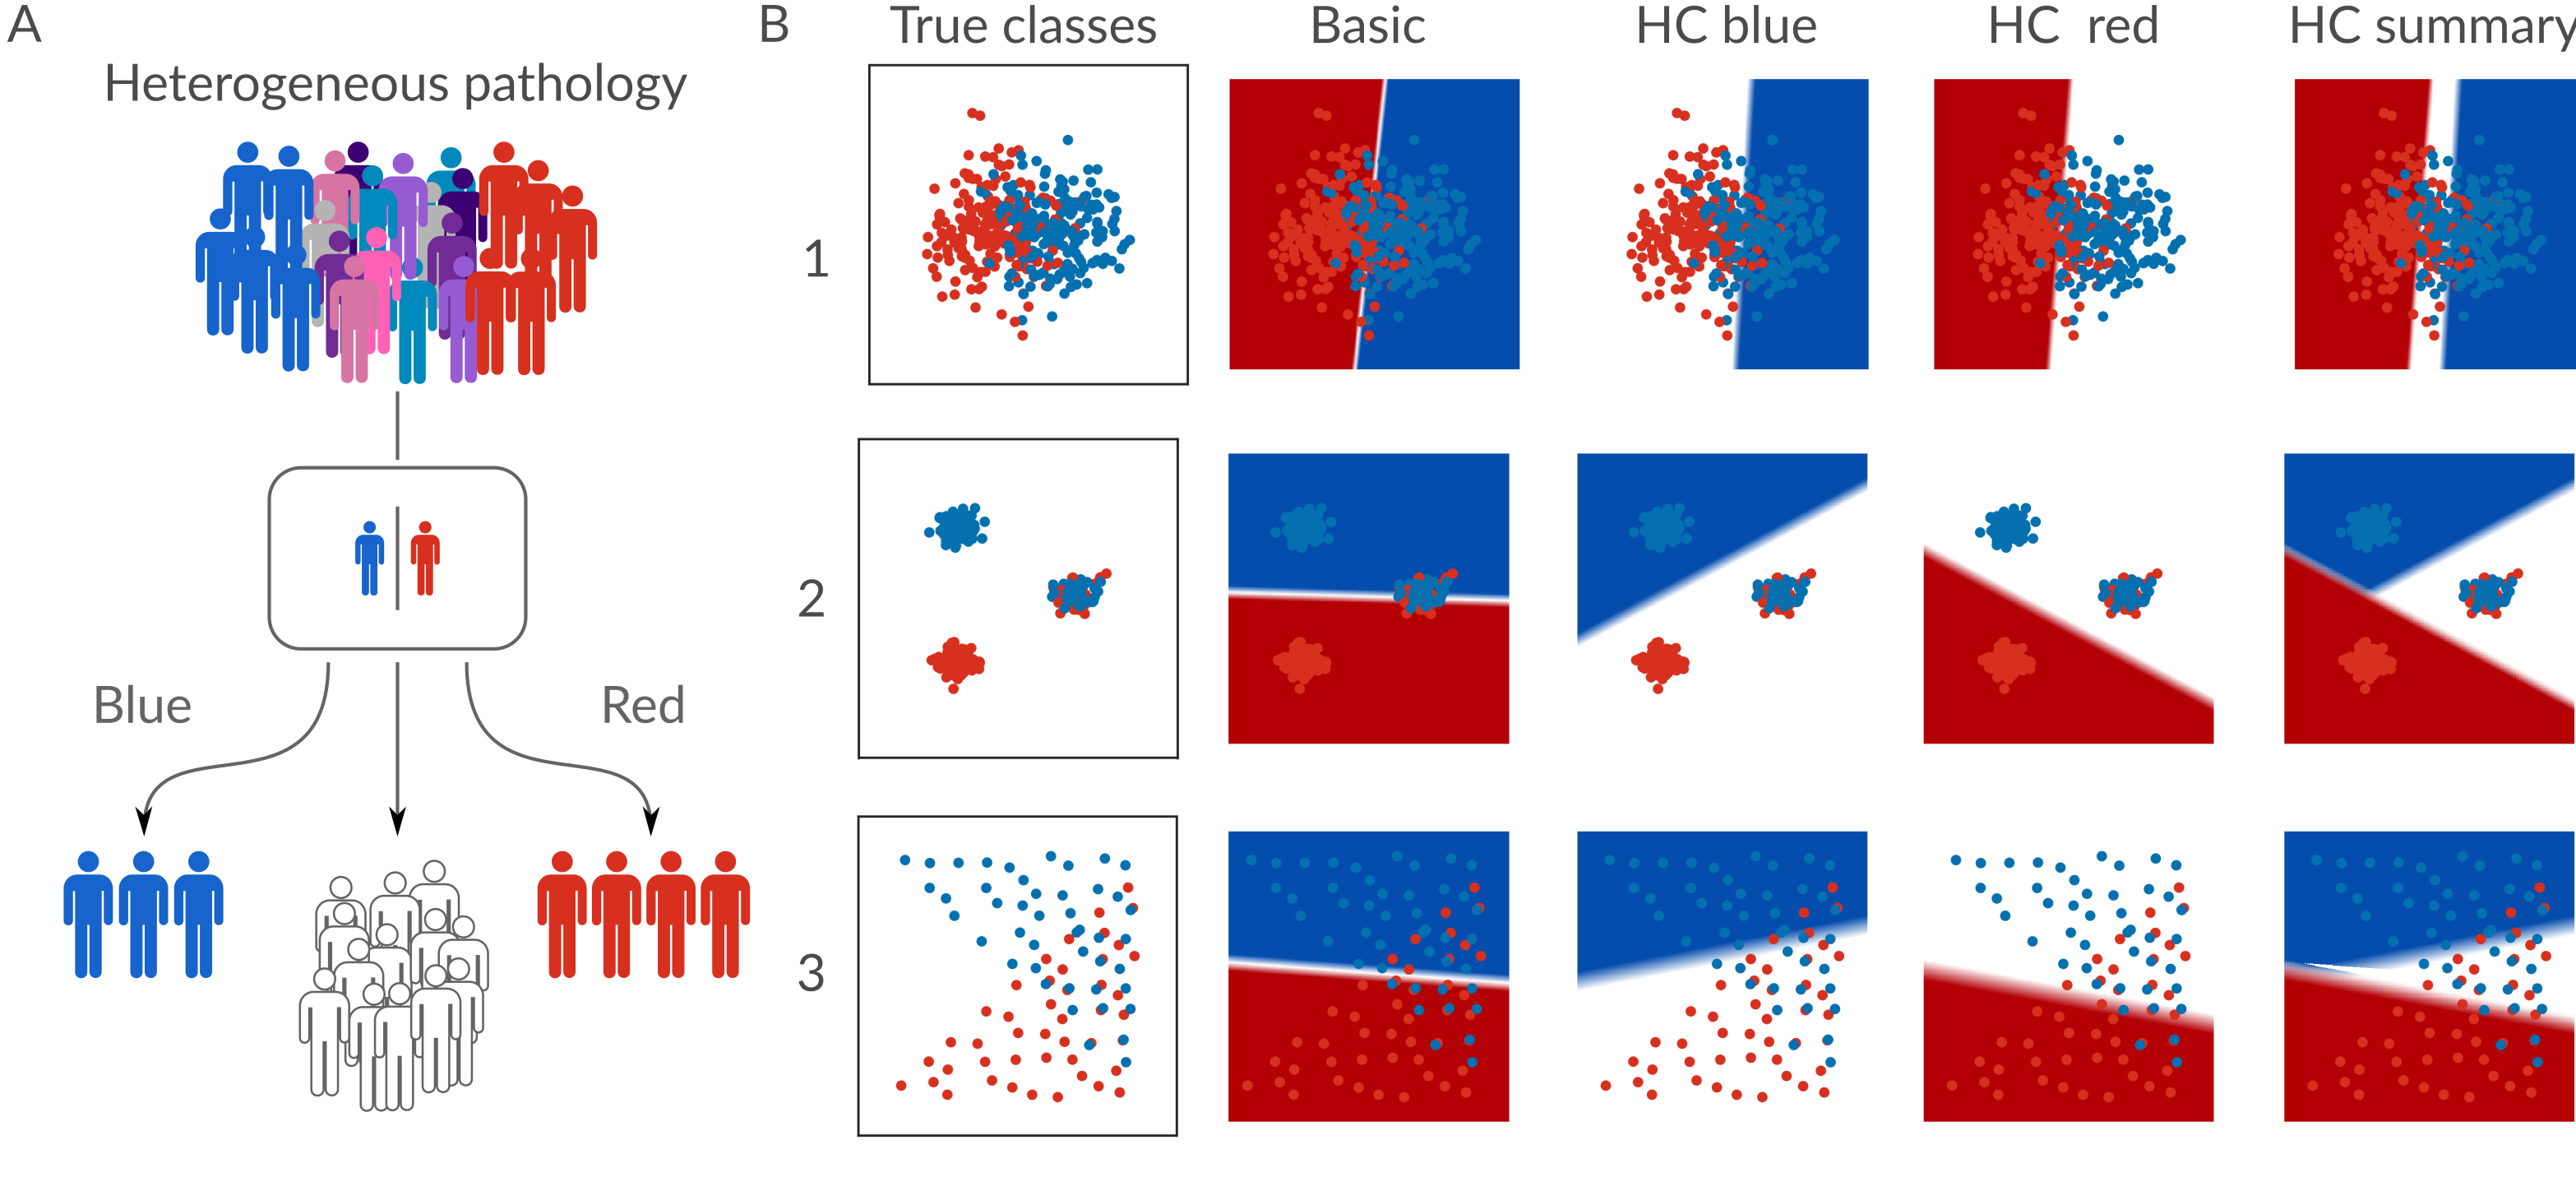 A
Heterogeneous pathology
Blue
Red
B
True classes
Basic
HC blue
HC red
HC summary
1
2
3